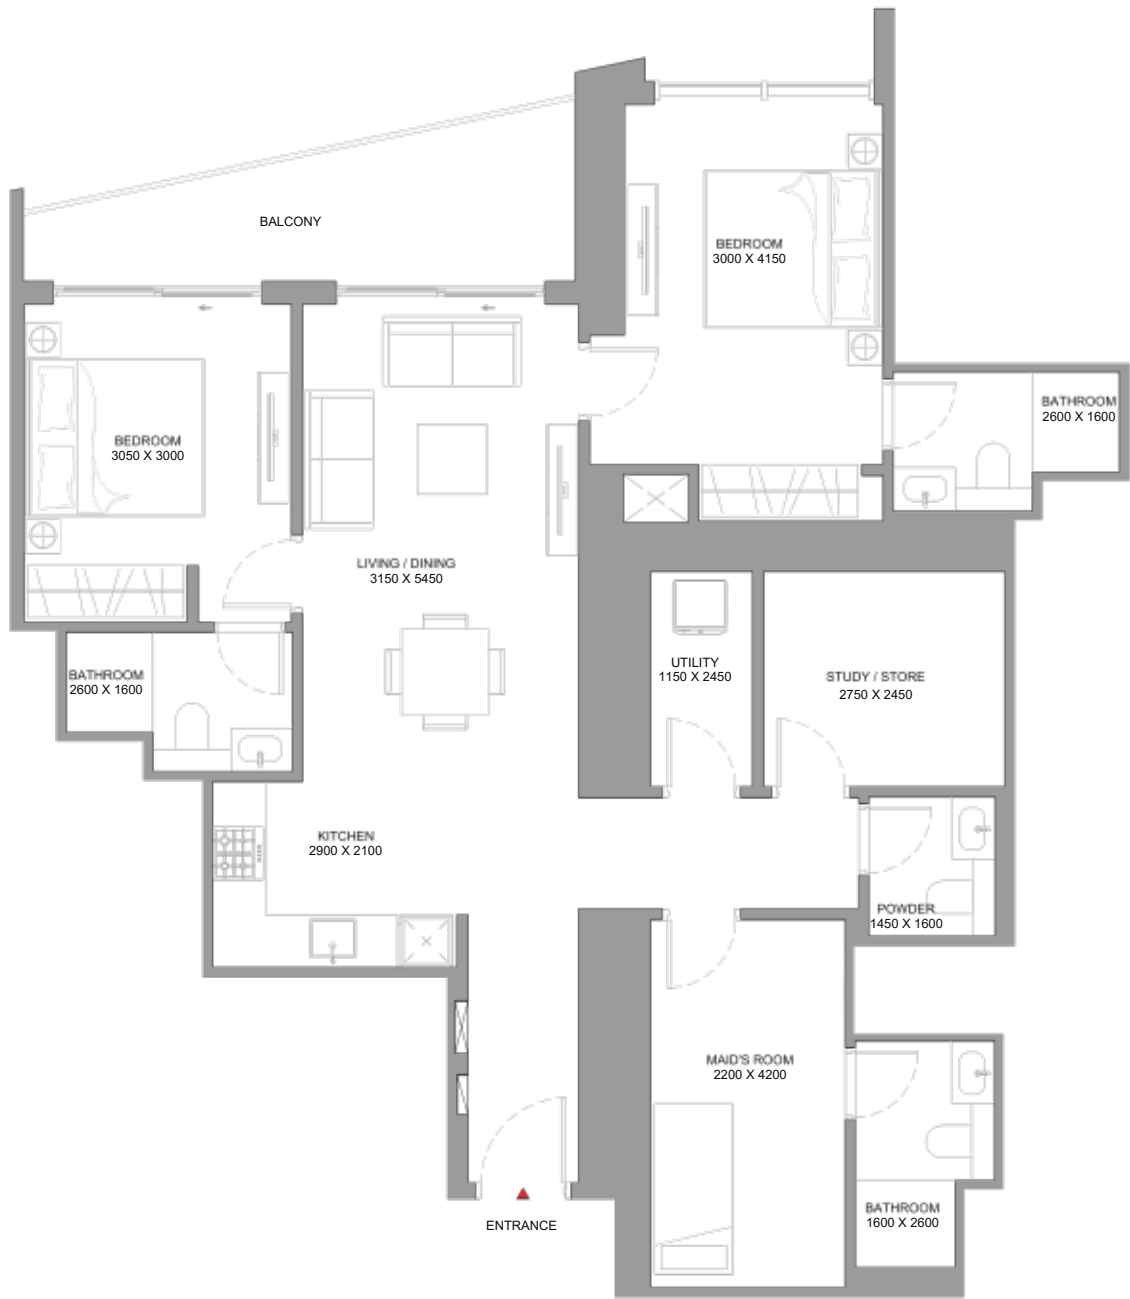 BALCONY
BEDROOM
3000 X 4150
BATHROOM
2600 X 1600
BEDROOM
3050 X 3000
LIVING / DINING
3150 X 5450
UTILITY
1150 X 2450
STUDY / STORE
2750 X 2450
BATHROOM
2600 X 1600
KITCHEN
2900 X 2100
POWDER
1450 X 1600
MAID'S ROOM
2200 X 4200
BATHROOM
1600 X 2600
ENTRANCE